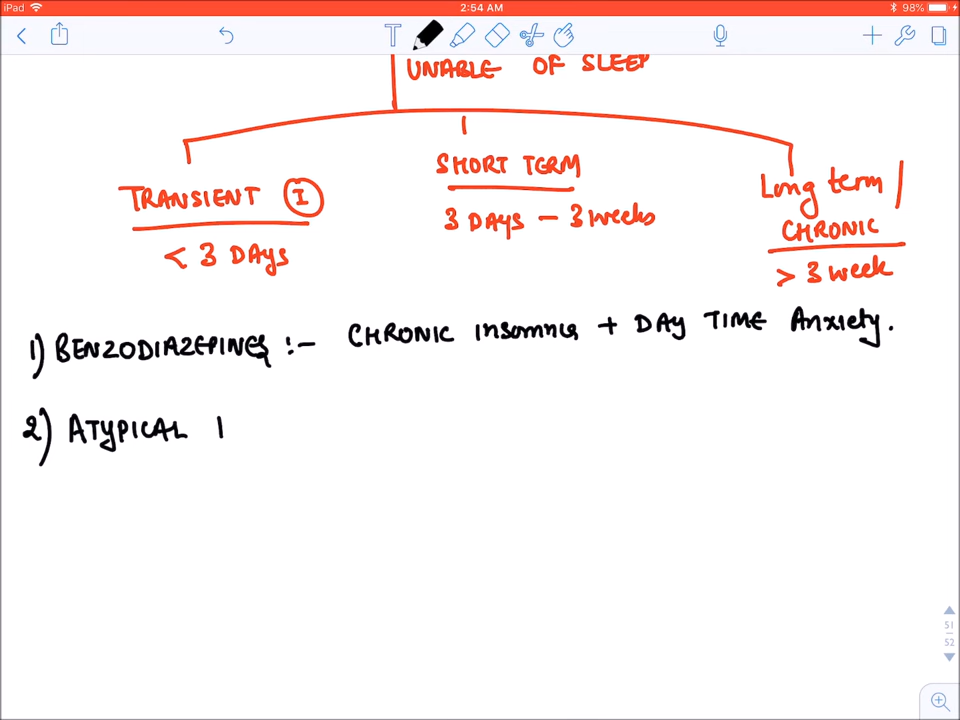 iPad 2:54 AM 98%
T
UNABLE OF SLEEP
TRANSIENT I
< 3 DAYS
SHORT TERM
3 DAYS - 3 weeks
Long term /
CHRONIC
> 3 week
1) BENZODIAZEPINES :- CHRONIC insomnia + DAY TIME Anxiety.
2) ATYPICAL
51
52